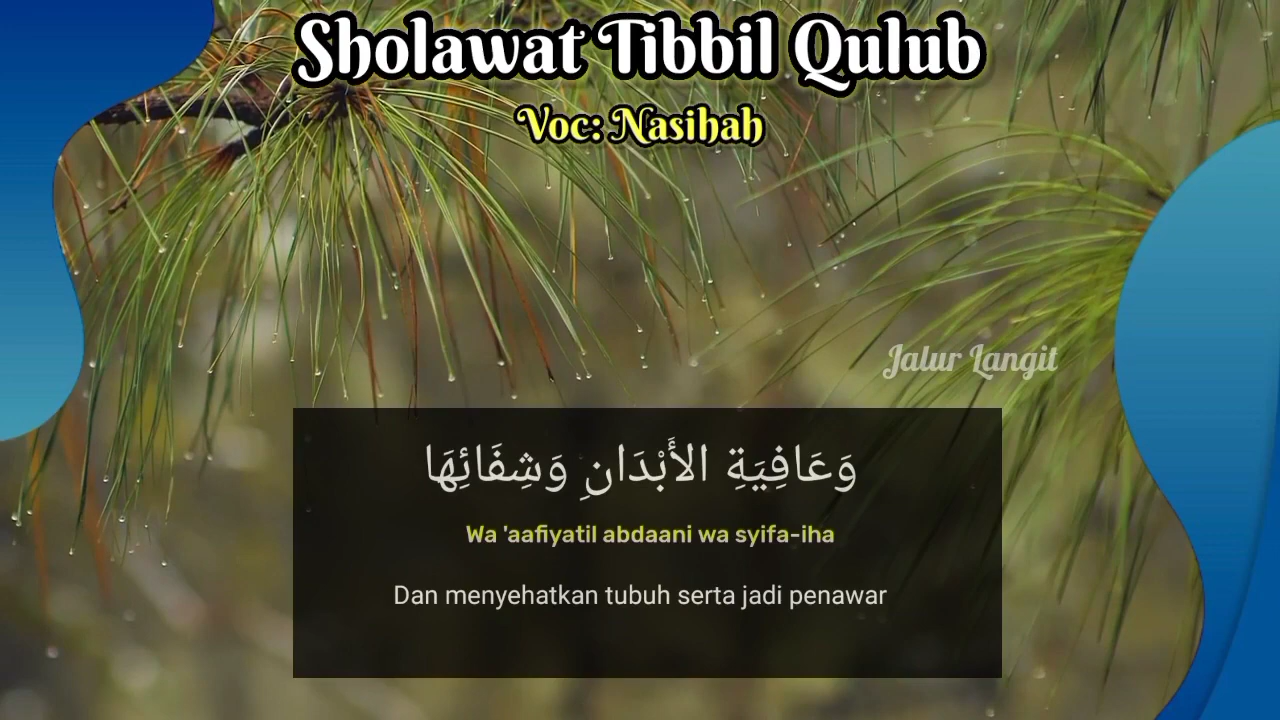 Sholawat Tibbil Qulub
Voc: Nasihah
Jalur Langit
وَعَافِيَةِ الأَبْدَانِ وَشِفَائِهَا
Wa 'aafiyatil abdaani wa syifa-iha
Dan menyehatkan tubuh serta jadi penawar